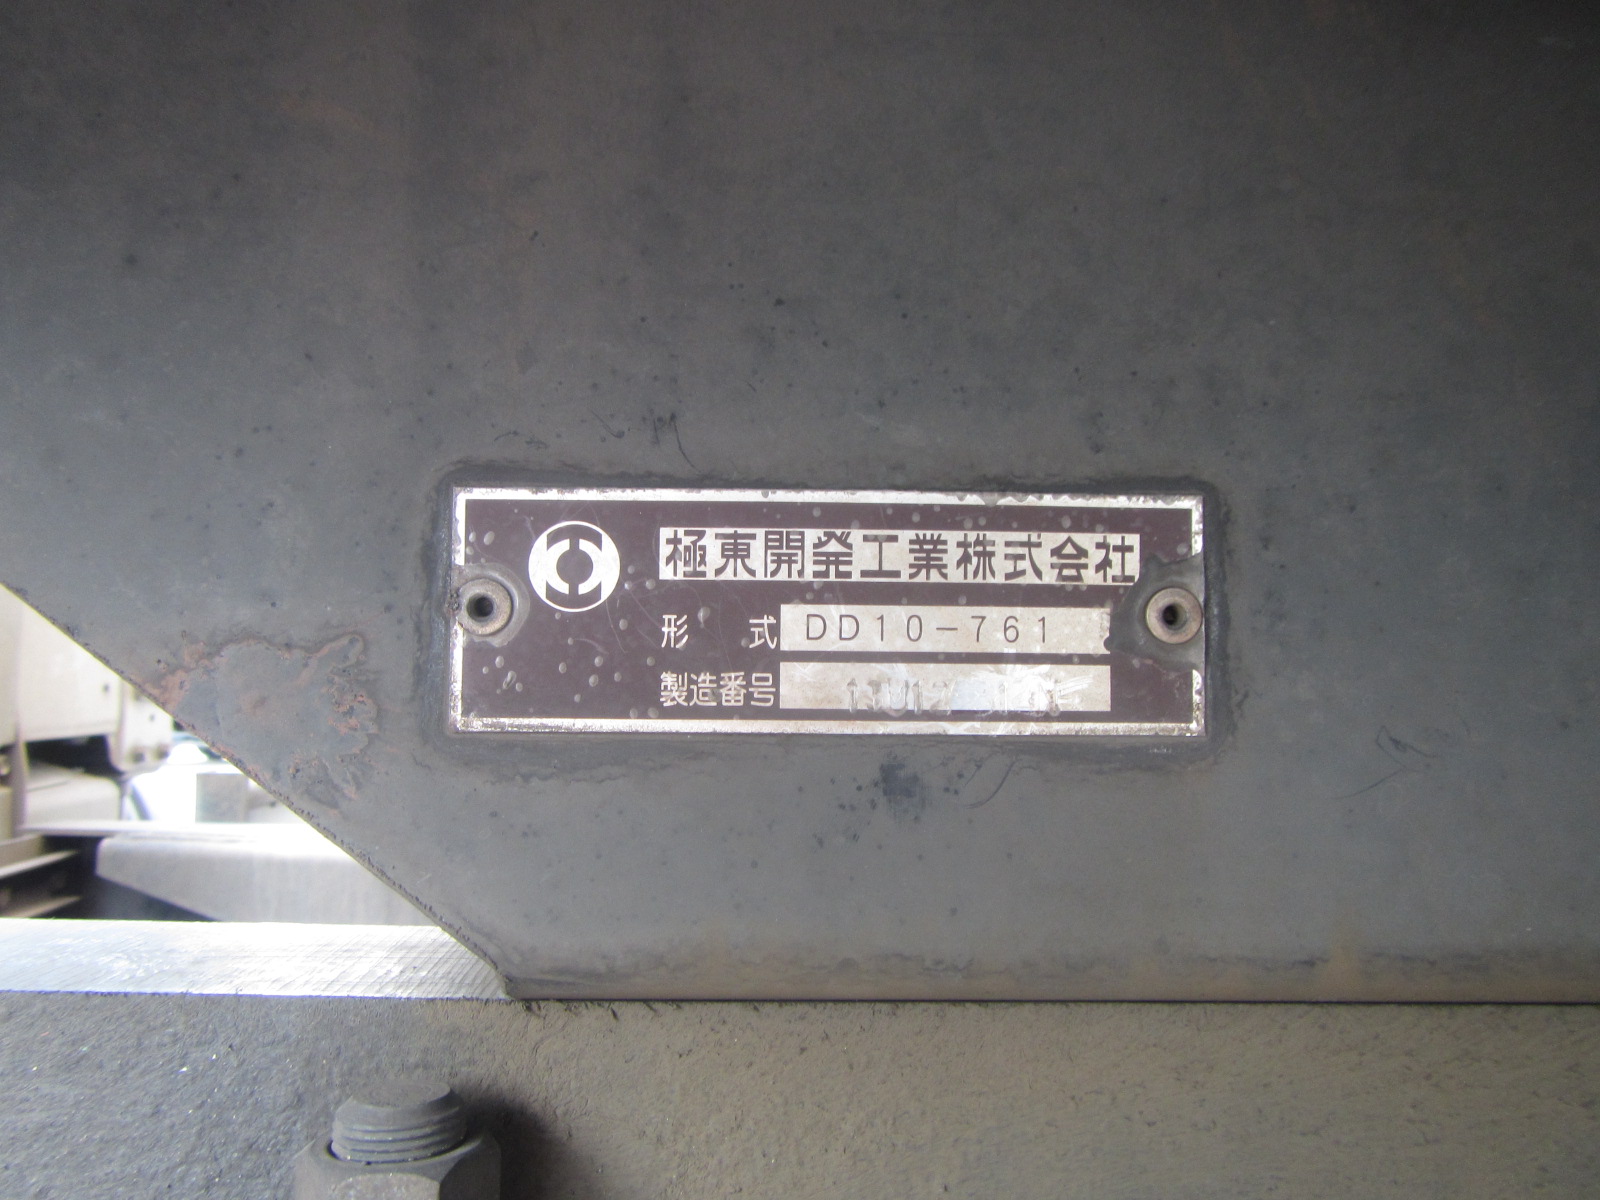 極東開発工業株式会社
形 式 DD10-761
製造番号